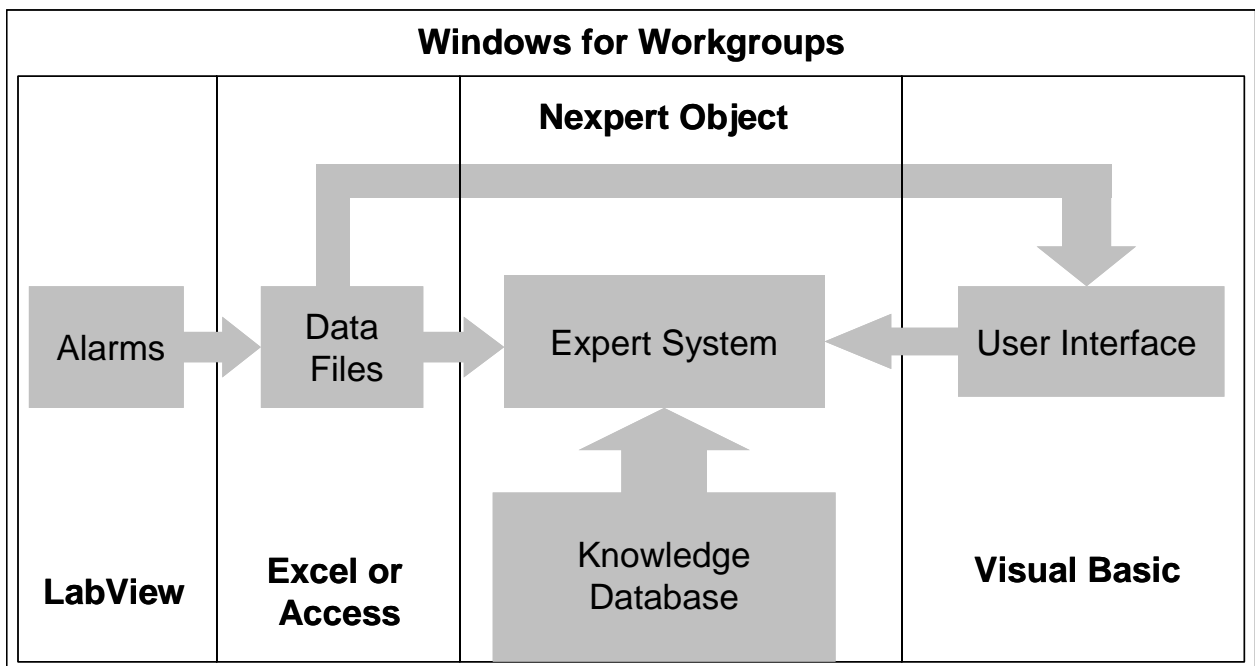 Windows for Workgroups
Nexpert Object
Alarms
Data
Files
Expert System
User Interface
Knowledge
Database
LabView
Excel or
Access
Visual Basic